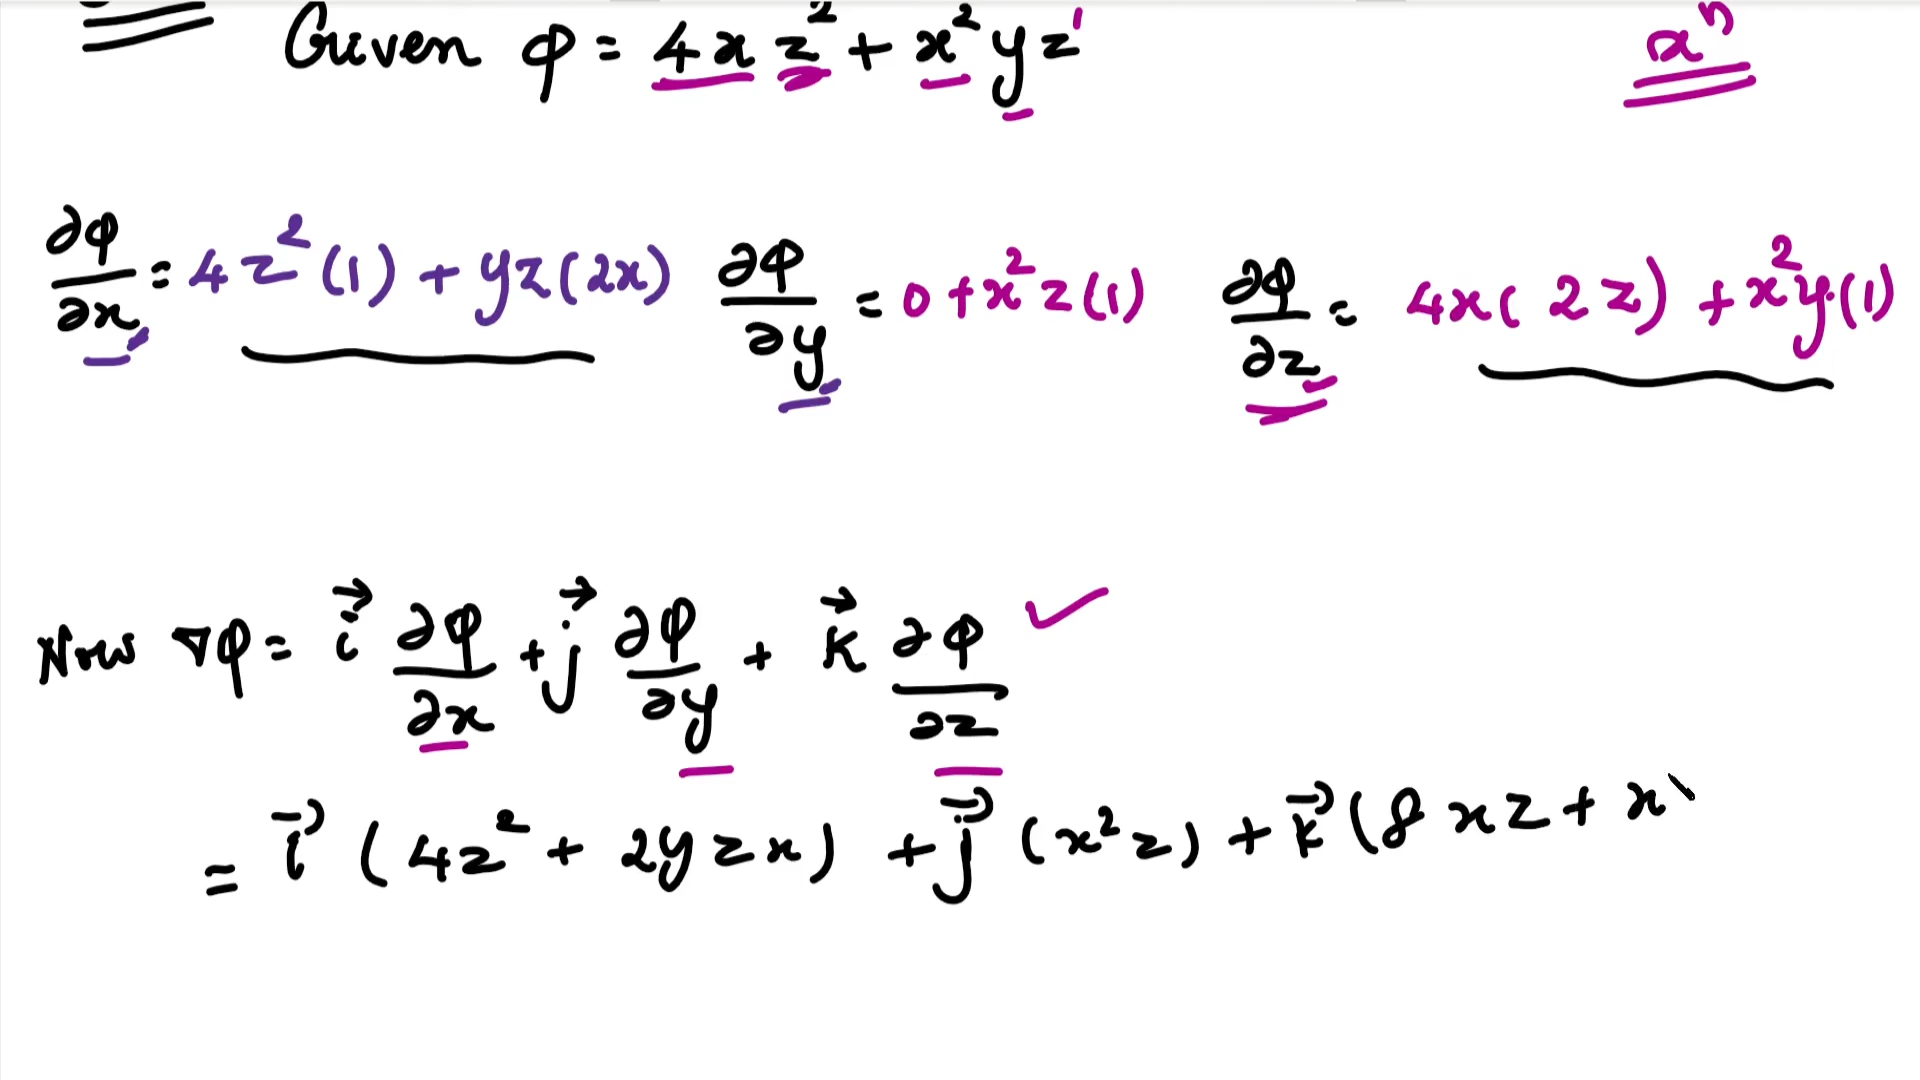 Given φ = 4xz² + x²yz¹ xⁿ
∂φ/∂x = 4z²(1) + yz(2x) ∂φ/∂y = 0 + x²z(1) ∂φ/∂z = 4x(2z) + x²y.(1)
Now ∇φ = i⃗ ∂φ/∂x + j⃗ ∂φ/∂y + k⃗ ∂φ/∂z ✓
= i⃗ (4z² + 2yzx) + j⃗ (x²z) + k⃗ (8xz + x